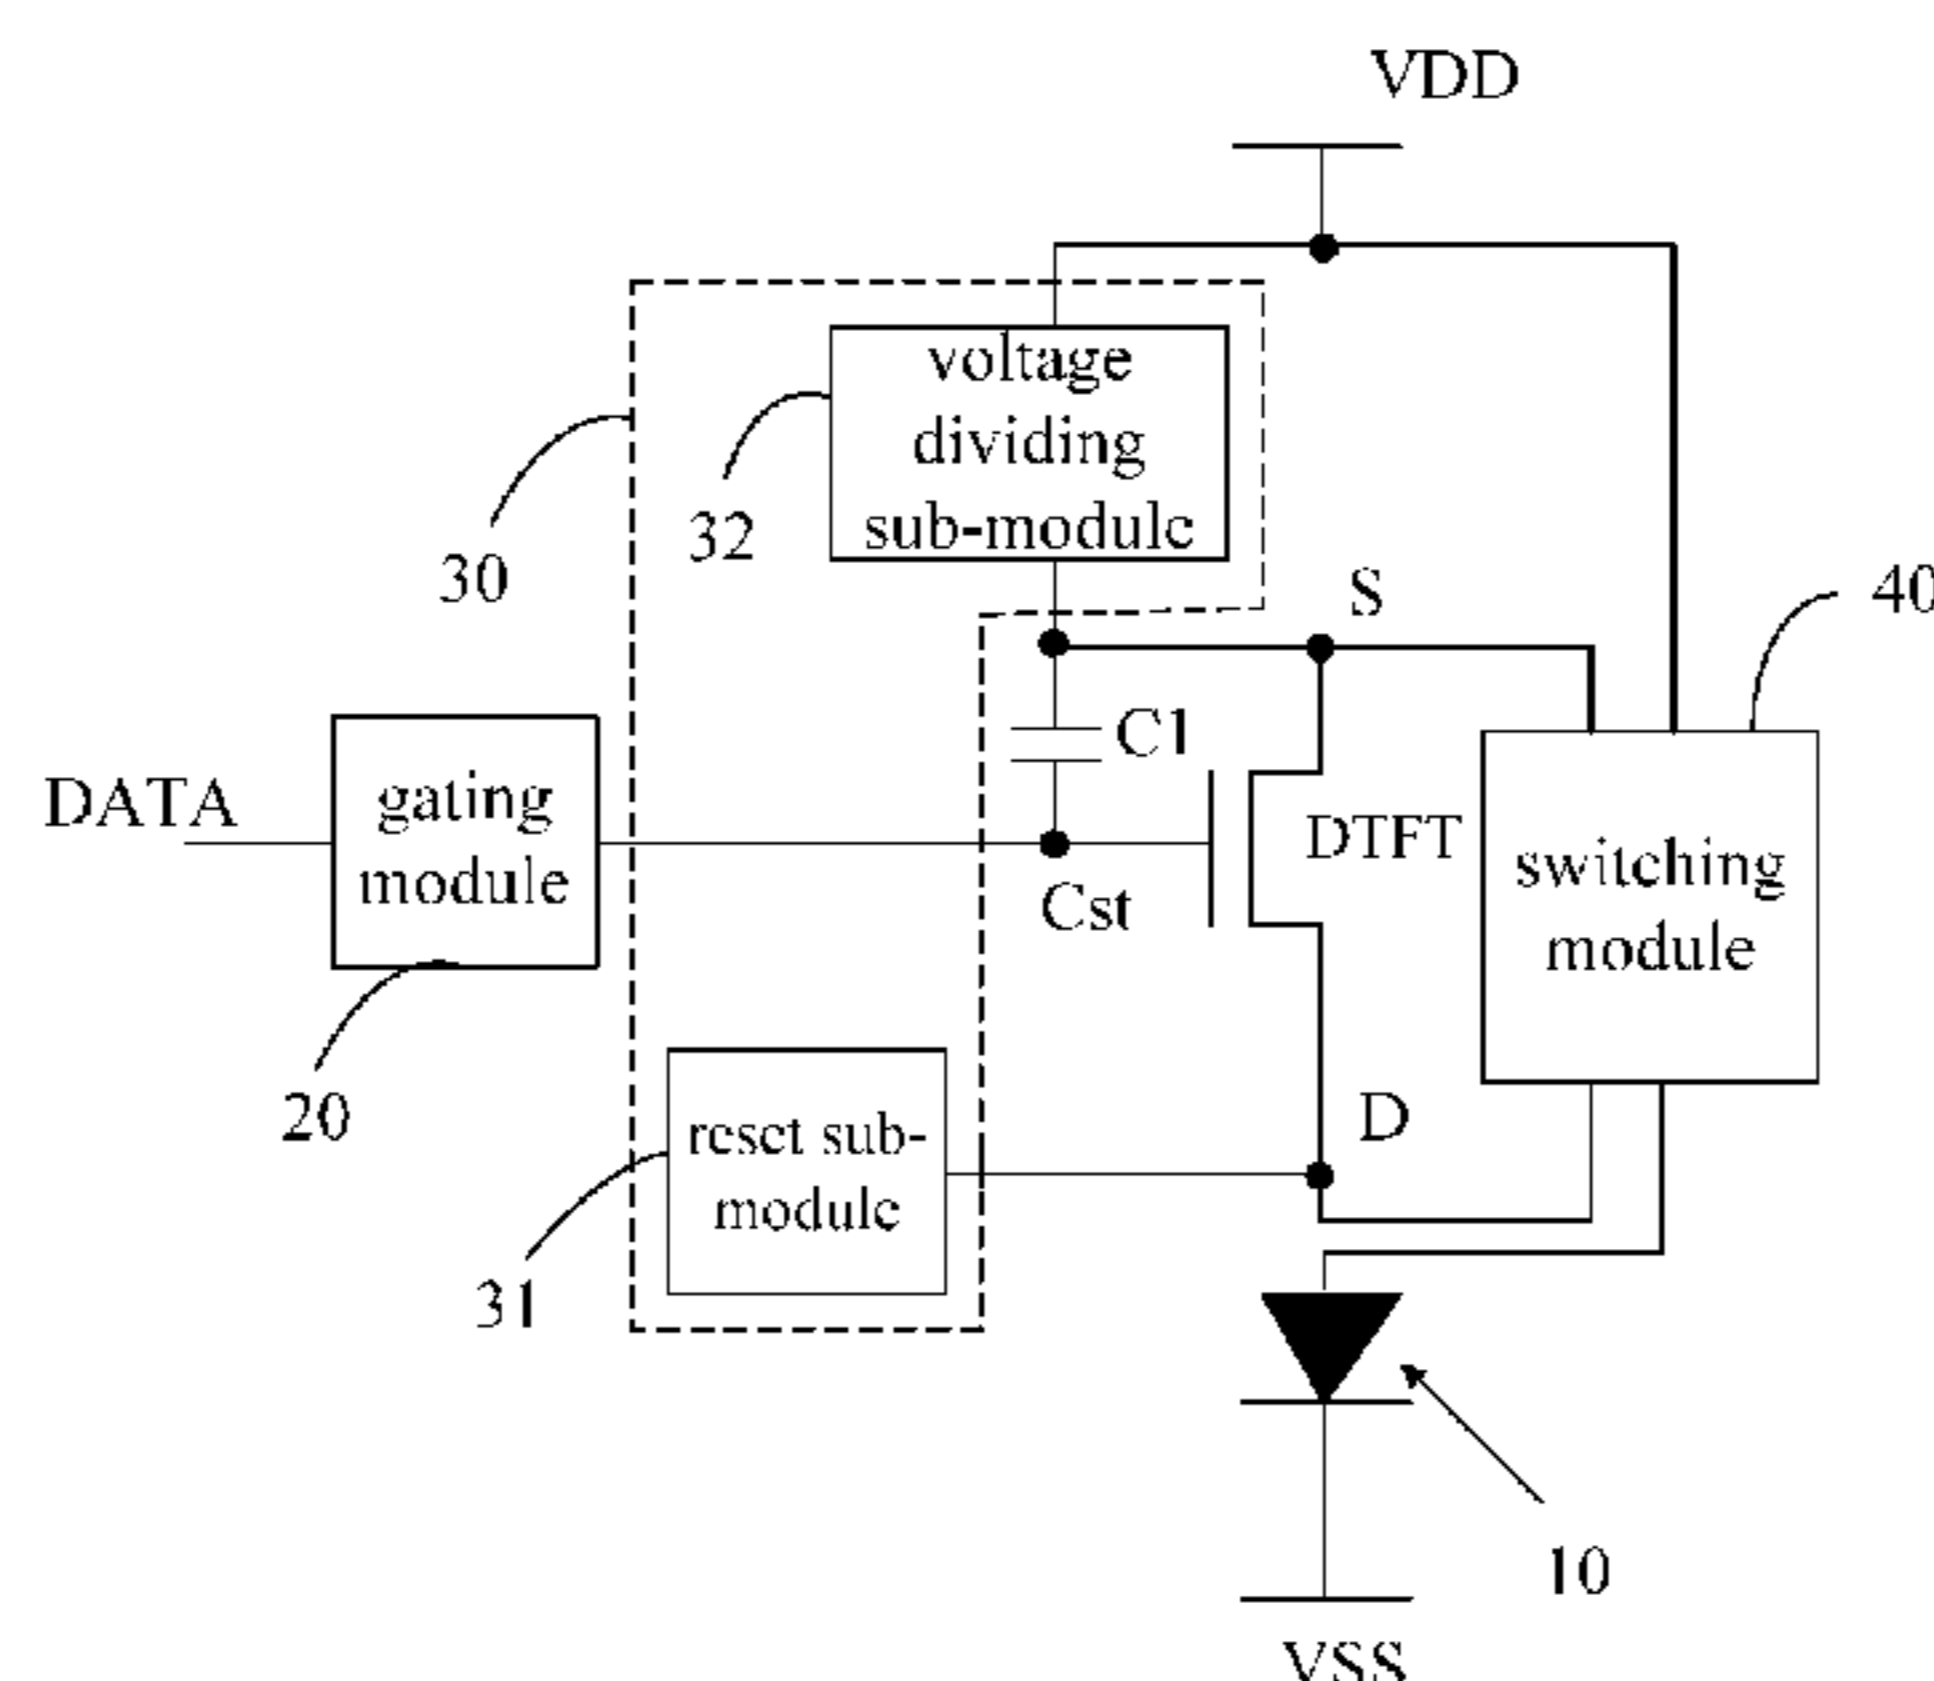 VDD
voltage
dividing
sub-module
32
30
S
40
C1
DATA
gating
module
DTFT
switching
module
Cst
20
D
reset sub-
module
31
10
VSS